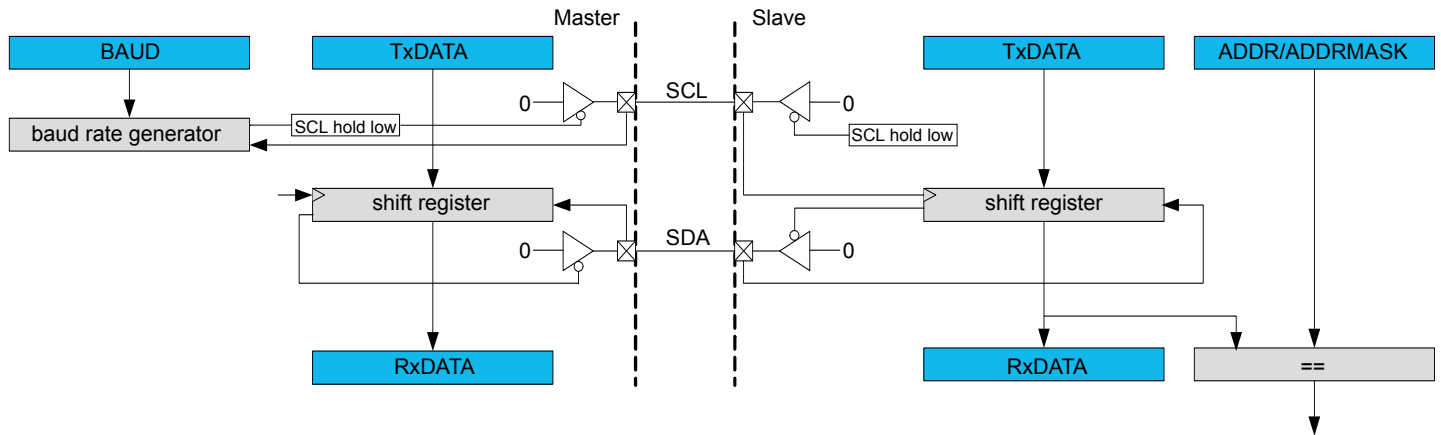 Master Slave
BAUD TxDATA TxDATA ADDR/ADDRMASK
0 SCL 0
baud rate generator SCL hold low SCL hold low
shift register shift register
0 SDA 0
RxDATA RxDATA ==